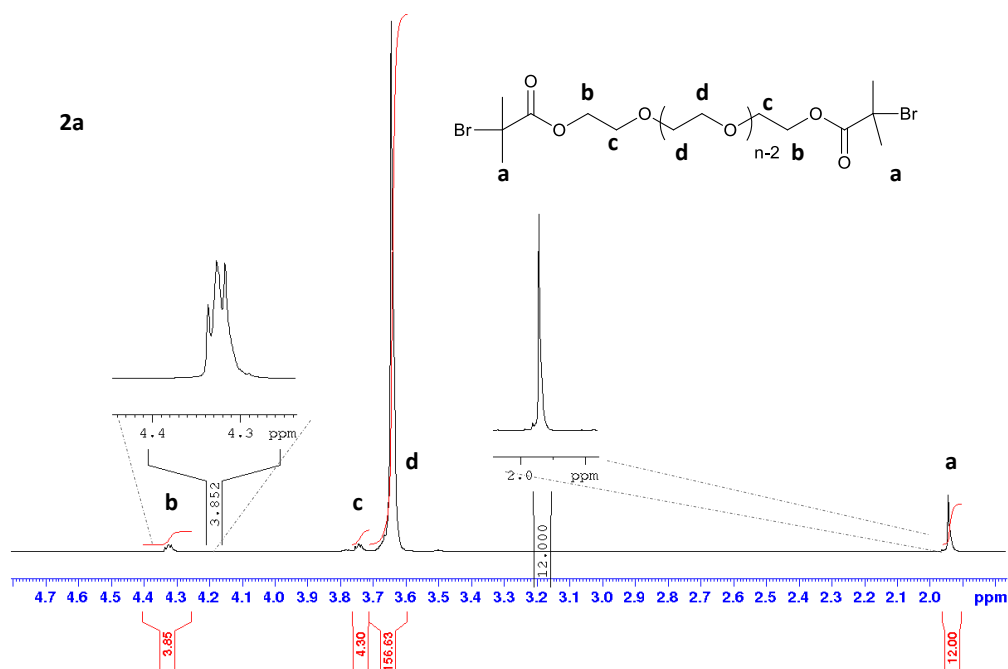 2a
O
b
O
d
c
O
Br
O
c
d
O
n-2
b
O
Br
a
a
4.4
4.3
ppm
2.0
ppm
b
3.852
c
d
12.000
a
4.7 4.6 4.5 4.4 4.3 4.2 4.1 4.0 3.9 3.8 3.7 3.6 3.5 3.4 3.3 3.2 3.1 3.0 2.9 2.8 2.7 2.6 2.5 2.4 2.3 2.2 2.1 2.0 ppm
3.85
4.30
156.63
12.00